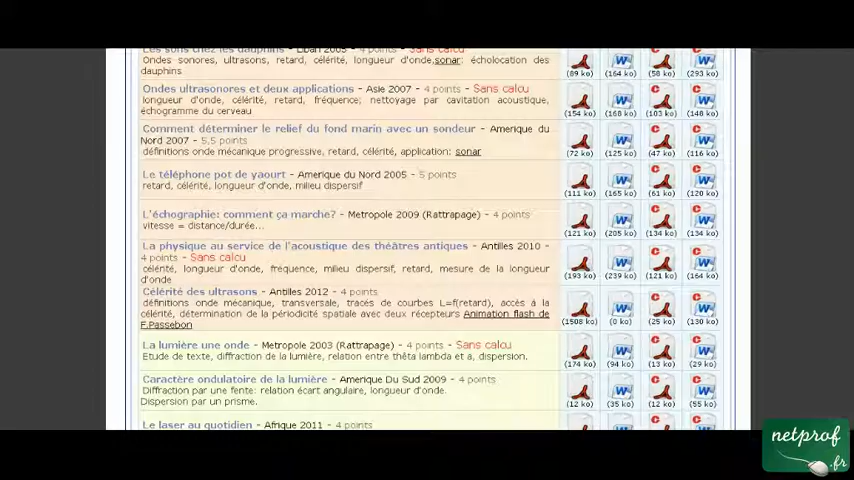 Les sons chez les dauphins - Liban 2005 - 4 points - Sans calcu
Ondes sonores, ultrasons, retard, célérité, longueur d'onde,sonar: écholocation des
dauphins
(89 ko) (164 ko) (58 ko) (293 ko)
Ondes ultrasonores et deux applications - Asie 2007 - 4 points - Sans calcu
longueur d'onde, célérité, retard, fréquence; nettoyage par cavitation acoustique,
échogramme du cerveau
(154 ko) (168 ko) (103 ko) (148 ko)
Comment déterminer le relief du fond marin avec un sondeur - Amerique du
Nord 2007 - 5,5 points
définitions onde mécanique progressive, retard, célérité, application: sonar
(72 ko) (125 ko) (47 ko) (116 ko)
Le téléphone pot de yaourt - Amerique du Nord 2005 - 5 points
retard, célérité, longueur d'onde, milieu dispersif
(111 ko) (165 ko) (61 ko) (120 ko)
L'échographie: comment ça marche? - Metropole 2009 (Rattrapage) - 4 points
vitesse = distance/durée...
(121 ko) (205 ko) (134 ko) (134 ko)
La physique au service de l'acoustique des théâtres antiques - Antilles 2010 -
4 points - Sans calcu
célérité, longueur d'onde, fréquence, milieu dispersif, retard, mesure de la longueur
d'onde
(193 ko) (239 ko) (121 ko) (164 ko)
Célérité des ultrasons - Antilles 2012 - 4 points
définitions onde mécanique, transversale, tracés de courbes L=f(retard), accès à la
célérité, détermination de la périodicité spatiale avec deux récepteurs Animation flash de
F.Passebon
(1508 ko) (0 ko) (25 ko) (130 ko)
La lumière une onde - Metropole 2003 (Rattrapage) - 4 points - Sans calcu
Etude de texte, diffraction de la lumière, relation entre thêta lambda et a, dispersion.
(174 ko) (94 ko) (13 ko) (29 ko)
Caractère ondulatoire de la lumière - Amerique Du Sud 2009 - 4 points
Diffraction par une fente: relation écart angulaire, longueur d'onde.
Dispersion par un prisme.
(12 ko) (35 ko) (12 ko) (55 ko)
Le laser au quotidien - Afrique 2011 - 4 points
netprof
.fr